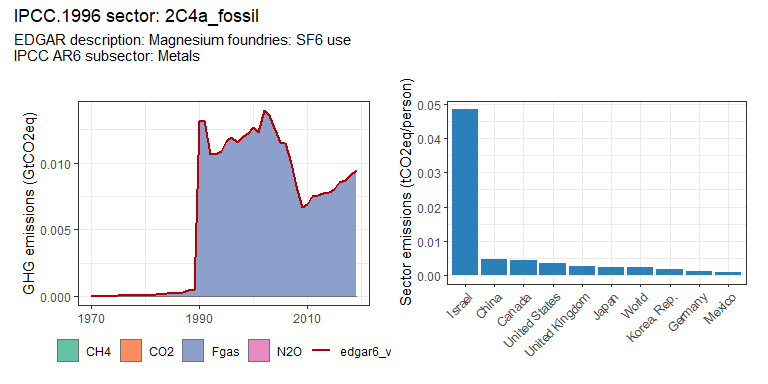 IPCC.1996 sector: 2C4a_fossil
EDGAR description: Magnesium foundries: SF6 use
IPCC AR6 subsector: Metals
GHG emissions (GtCO2eq)
0.010
0.005
0.000
1970
1990
2010
CH4
CO2
Fgas
N2O
edgar6_v
Sector emissions (tCO2eq/person)
0.05
0.04
0.03
0.02
0.01
0.00
Israel
China
Canada
United States
United Kingdom
Japan
World
Korea, Rep.
Germany
Mexico